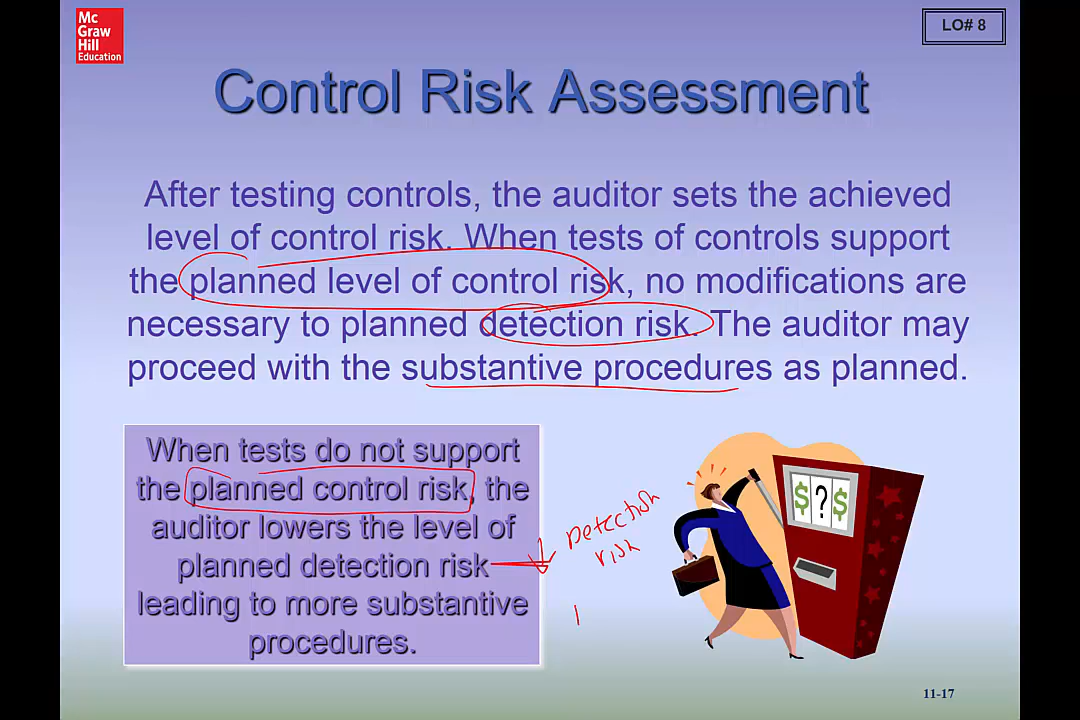 Mc
Graw
Hill
Education
LO# 8
Control Risk Assessment
After testing controls, the auditor sets the achieved
level of control risk. When tests of controls support
the planned level of control risk, no modifications are
necessary to planned detection risk. The auditor may
proceed with the substantive procedures as planned.
When tests do not support
the planned control risk, the
auditor lowers the level of
planned detection risk
leading to more substantive
procedures.
Detection
risk
$?$
11-17